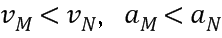 v_M < v_N, a_M < a_N